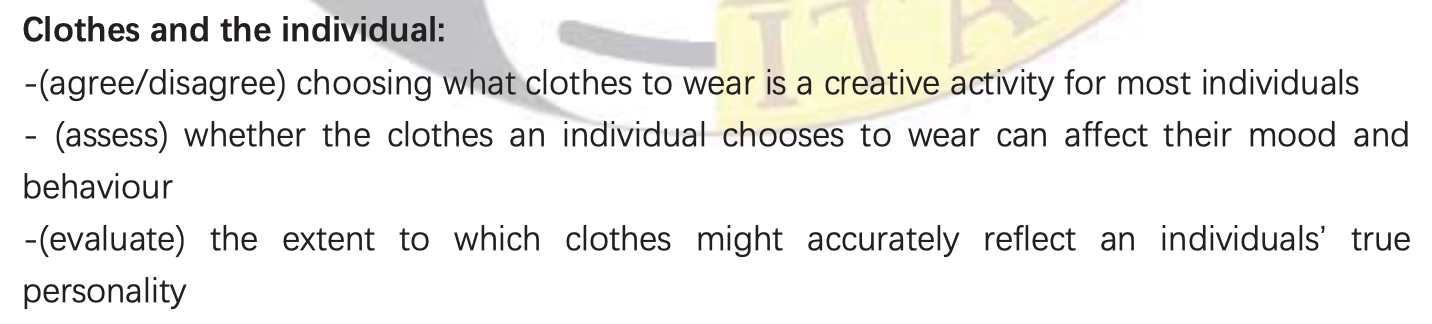 Clothes and the individual:
-(agree/disagree) choosing what clothes to wear is a creative activity for most individuals
- (assess) whether the clothes an individual chooses to wear can affect their mood and
behaviour
-(evaluate) the extent to which clothes might accurately reflect an individuals' true
personality
ITA